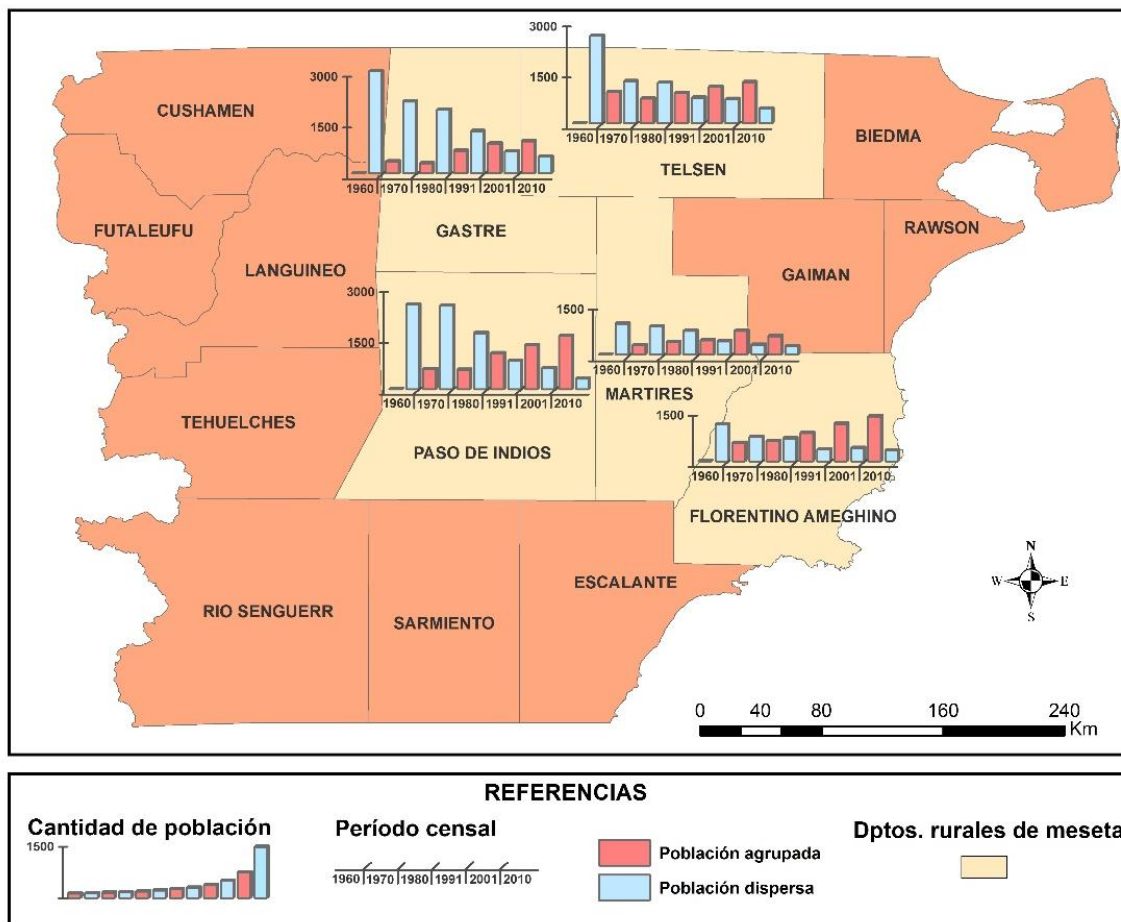 3000
1500
1960 1970 1980 1991 2001 2010
TELSEN
3000
1500
1960 1970 1980 1991 2001 2010
CUSHAMEN
BIEDMA
FUTALEUFU
GASTRE
RAWSON
LANGUINEO
GAIMAN
3000
1500
1960 1970 1980 1991 2001 2010
1500
1960 1970 1980 1991 2001 2010
MARTIRES
TEHUELCHES
1500
1960 1970 1980 1991 2001 2010
PASO DE INDIOS
FLORENTINO AMEGHINO
ESCALANTE
RIO SENGUERR
SARMIENTO
N
W E
S
0 40 80 160 240
Km
REFERENCIAS
Cantidad de población
1500
Período censal
1960 1970 1980 1991 2001 2010
Población agrupada
Población dispersa
Dptos. rurales de meseta